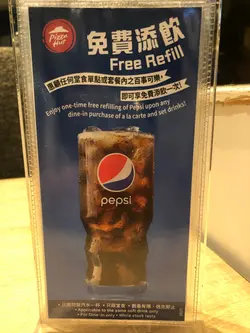 Pizza Hut
免費添飲
Free Refill
惠顧任何堂食單點或套餐內之百事可樂，
即可享免費添飲一次！
Enjoy one-time free refilling of Pepsi upon any
dine-in purchase of a la carte and set drinks!
pepsi
• Applicable to the same soft drink only
• For dine-in only • While stock lasts